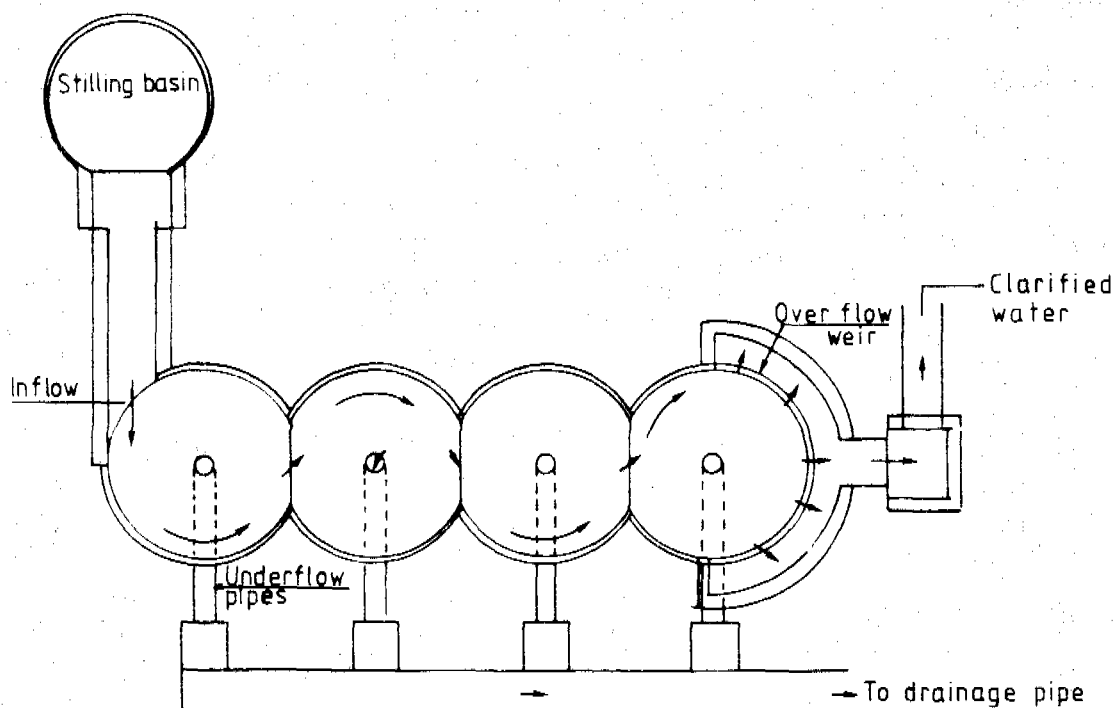 Stilling basin
Clarified
water
Over flow
weir
Inflow
Underflow
pipes
To drainage pipe